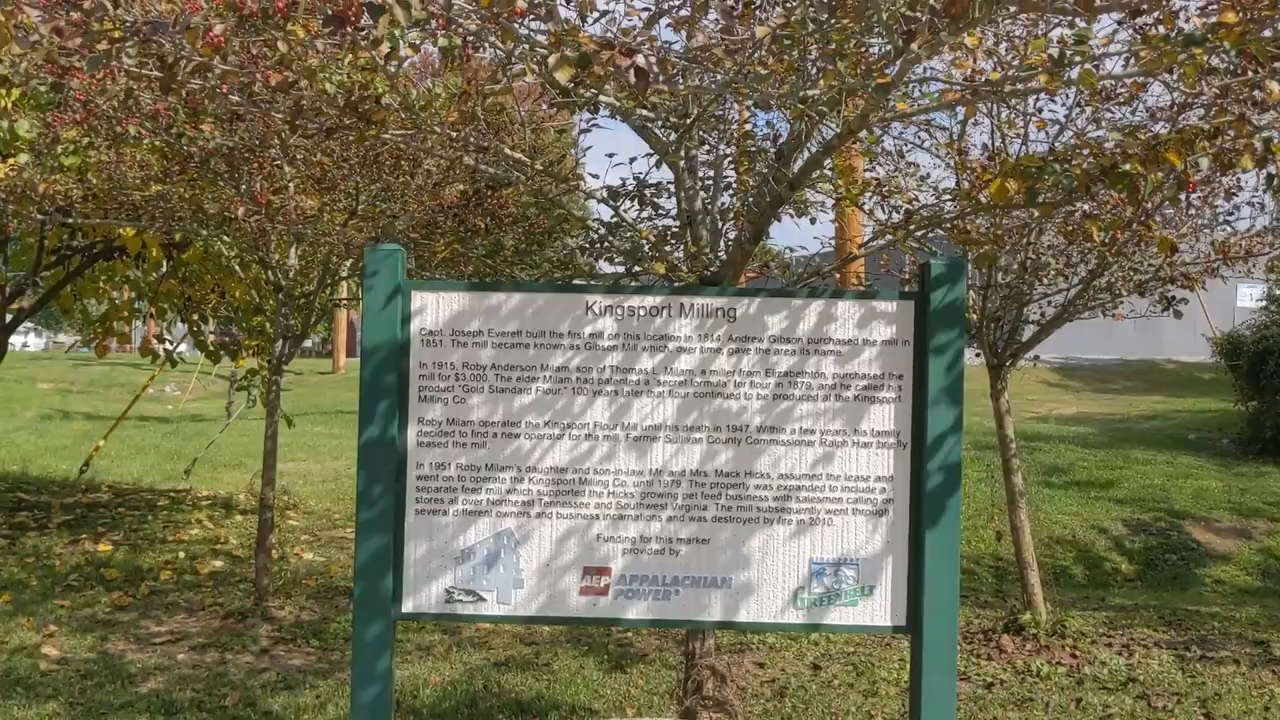 Kingsport Milling
Capt. Joseph Everett built the first mill on this location in 1814. Andrew Gibson purchased the mill in
1851. The mill became known as Gibson Mill which, over time, gave the area its name.
In 1915, Roby Anderson Milam, son of Thomas L. Milam, a miller from Elizabethton, purchased the
mill for $3,000. The elder Milam had patented a "secret formula" for flour in 1879, and he called his
product "Gold Standard Flour." 100 years later that flour continued to be produced at the Kingsport
Milling Co.
Roby Milam operated the Kingsport Flour Mill until his death in 1947. Within a few years, his family
decided to find a new operator for the mill. Former Sullivan County Commissioner Ralph Harr briefly
leased the mill.
In 1951 Roby Milam's daughter and son-in-law, Mr. and Mrs. Mack Hicks, assumed the lease and
went on to operate the Kingsport Milling Co. until 1979. The property was expanded to include a
separate feed mill which supported the Hicks' growing pet feed business with salesmen calling on
stores all over Northeast Tennessee and Southwest Virginia. The mill subsequently went through
several different owners and business incarnations and was destroyed by fire in 2010.
Funding for this marker
provided by:
AEP APPALACHIAN
POWER®
KINGSPORT
GREENBELT